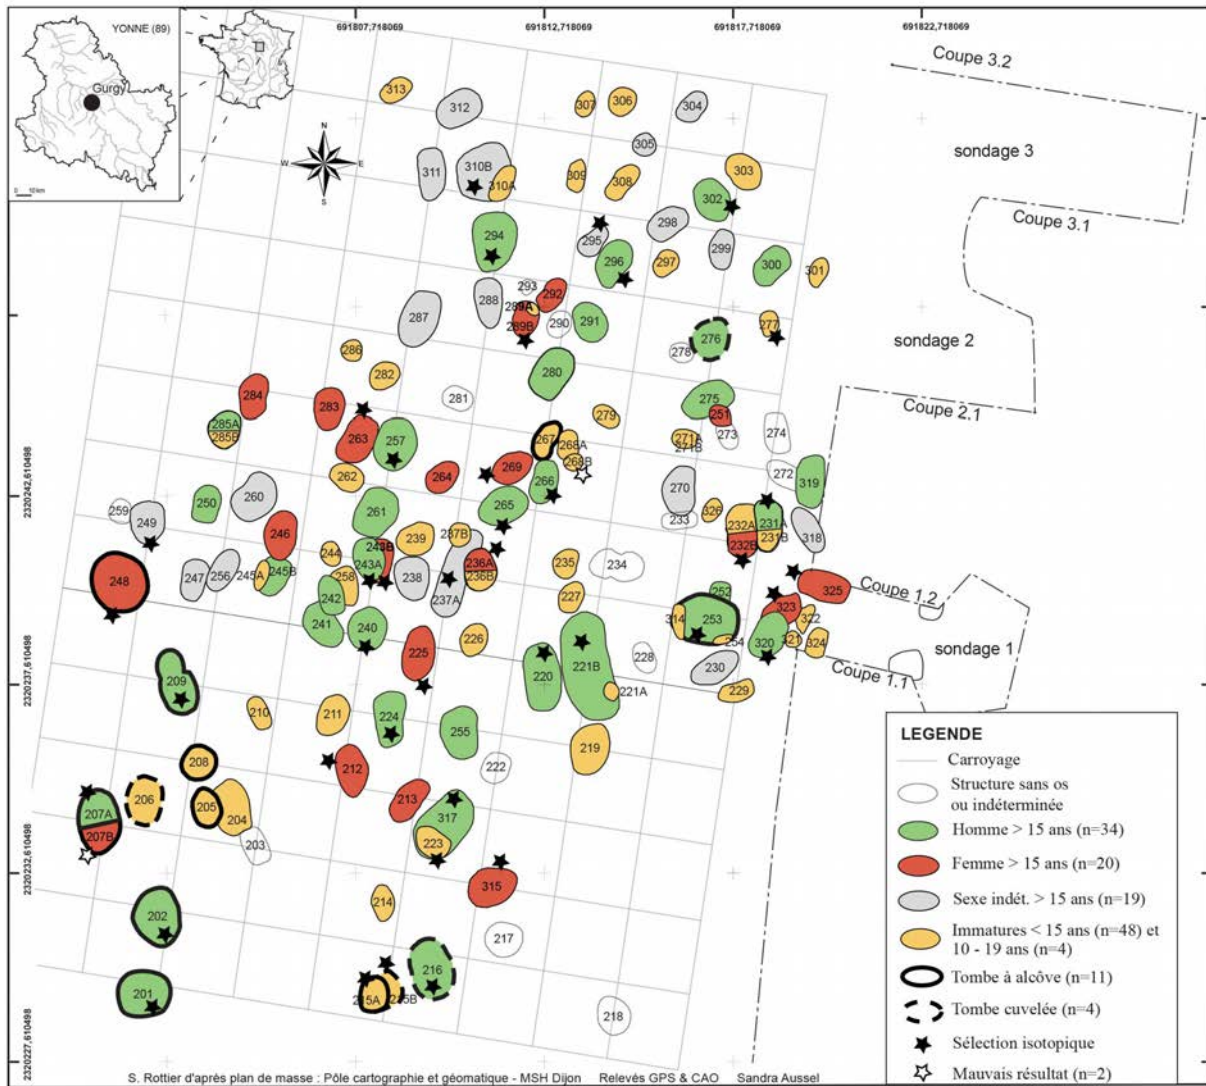 YONNE (89)
Gurgy
0 10 km
691807,718069
691812,718069
691817,718069
691822,718069
N
W E
S
Coupe 3.2
sondage 3
Coupe 3.1
sondage 2
Coupe 2.1
Coupe 1.2
sondage 1
Coupe 1.1
2320242,610498
2320237,610498
2320232,610498
2320227,610498
313
312
307
306
304
305
311
310B
310A
309
308
303
302
298
294
295
296
297
299
300
301
293
292
288
289A
289B
290
291
287
277
276
278
286
282
280
284
283
281
275
251
279
285A
285B
263
257
267
268A
268B
271A
271B
273
274
262
264
269
266
272
319
259
249
250
260
261
265
270
233
326
232A
232B
231A
231B
318
246
244
243B
243A
239
237B
236A
236B
235
234
248
247
256
245A
245B
258
238
237A
242
227
252
325
241
240
314
253
323
322
254
320
321
324
225
226
220
221B
221A
228
230
229
209
210
211
224
255
219
222
208
212
206
205
204
213
207A
207B
203
317
223
315
214
202
217
216
201
215A
215B
218
LEGENDE
Carroyage
Structure sans os
ou indéterminée
Homme > 15 ans (n=34)
Femme > 15 ans (n=20)
Sexe indét. > 15 ans (n=19)
Immatures < 15 ans (n=48) et
10 - 19 ans (n=4)
Tombe à alcôve (n=11)
Tombe cuvelée (n=4)
Sélection isotopique
Mauvais résultat (n=2)
S. Rottier d'après plan de masse : Pôle cartographie et géomatique - MSH Dijon Relevés GPS & CAO Sandra Aussel